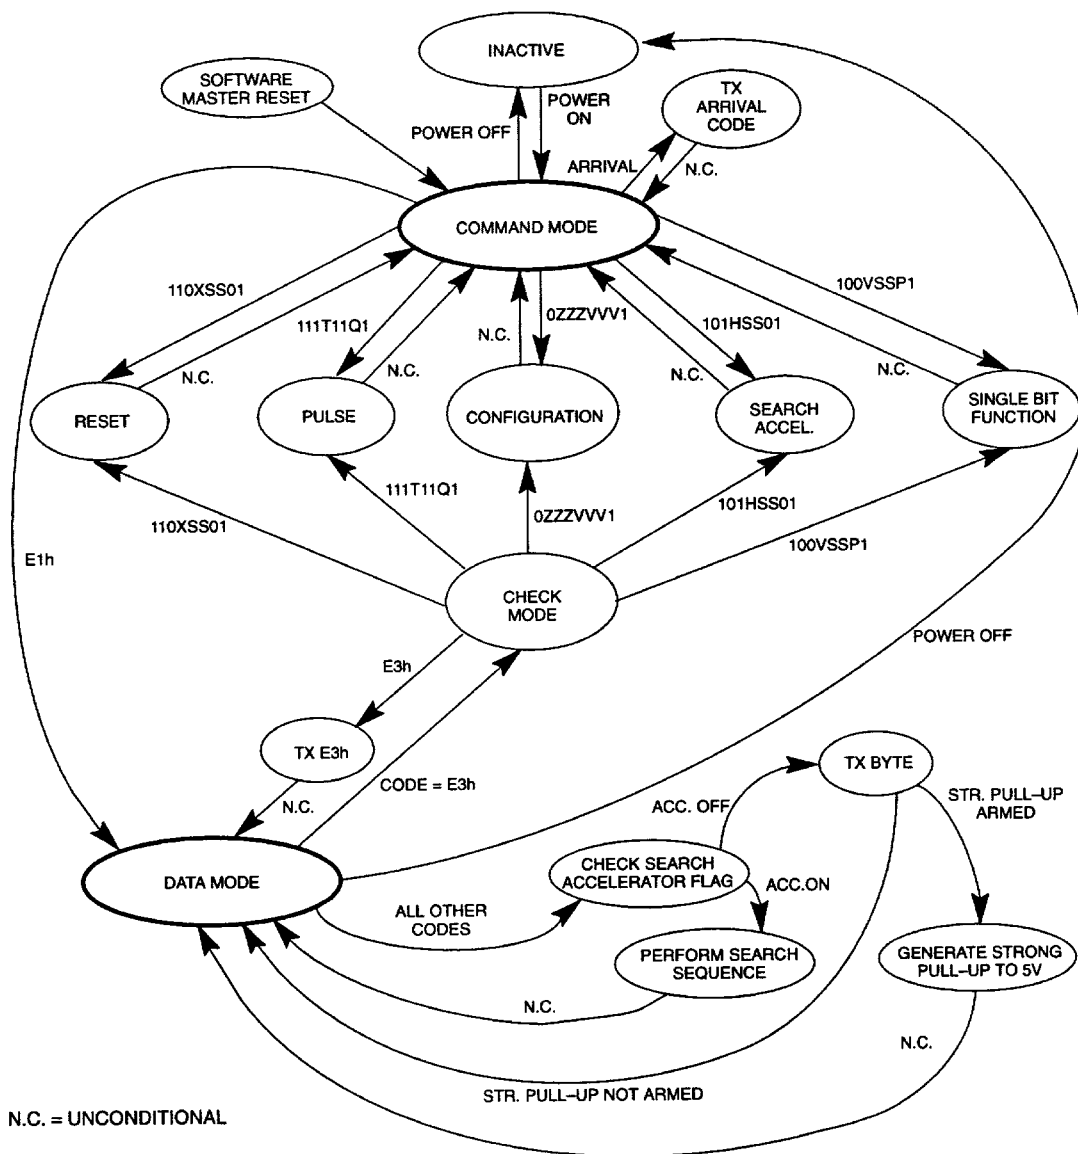 INACTIVE
SOFTWARE
MASTER RESET
TX
ARRIVAL
CODE
POWER
ON
POWER OFF
ARRIVAL
N.C.
COMMAND MODE
110XSS01
111T11Q1
N.C.
0ZZZVVV1
101HSS01
100VSSP1
N.C.
N.C.
N.C.
N.C.
RESET
PULSE
CONFIGURATION
SEARCH
ACCEL.
SINGLE BIT
FUNCTION
110XSS01
111T11Q1
0ZZZVVV1
101HSS01
100VSSP1
E1h
CHECK
MODE
POWER OFF
E3h
TX E3h
CODE = E3h
N.C.
TX BYTE
ACC. OFF
STR. PULL–UP
ARMED
DATA MODE
CHECK SEARCH
ACCELERATOR FLAG
ACC.ON
ALL OTHER
CODES
PERFORM SEARCH
SEQUENCE
GENERATE STRONG
PULL–UP TO 5V
N.C.
N.C.
STR. PULL–UP NOT ARMED
N.C. = UNCONDITIONAL